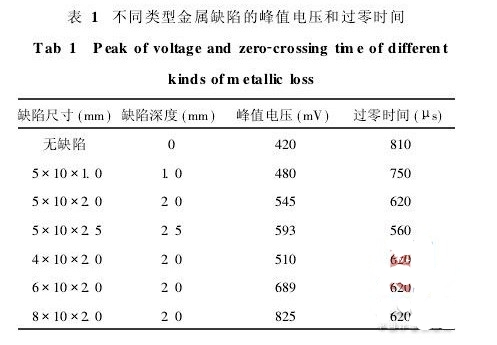 表 1 不同类型金属缺陷的峰值电压和过零时间
Tab 1 Peak of voltage and zero-crossing time of different
kinds of metallic loss
缺陷尺寸(mm) 缺陷深度(mm) 峰值电压(mV) 过零时间(μs)
无缺陷 0 420 810
5×10×1.0 1.0 480 750
5×10×2.0 2.0 545 620
5×10×2.5 2.5 593 560
4×10×2.0 2.0 510
6×10×2.0 2.0 689 620
8×10×2.0 2.0 825 620